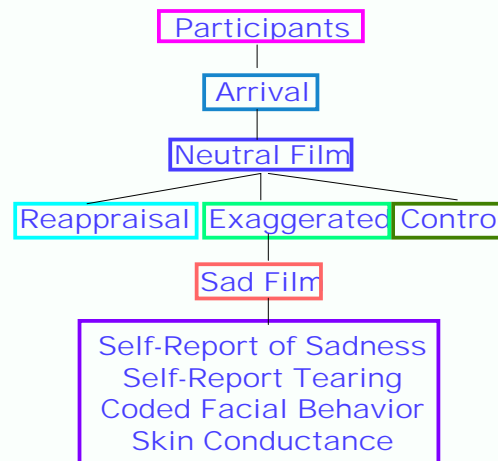 Participants
Arrival
Neutral Film
Reappraisal Exaggerated Contro
Sad Film
Self-Report of Sadness
Self-Report Tearing
Coded Facial Behavior
Skin Conductance